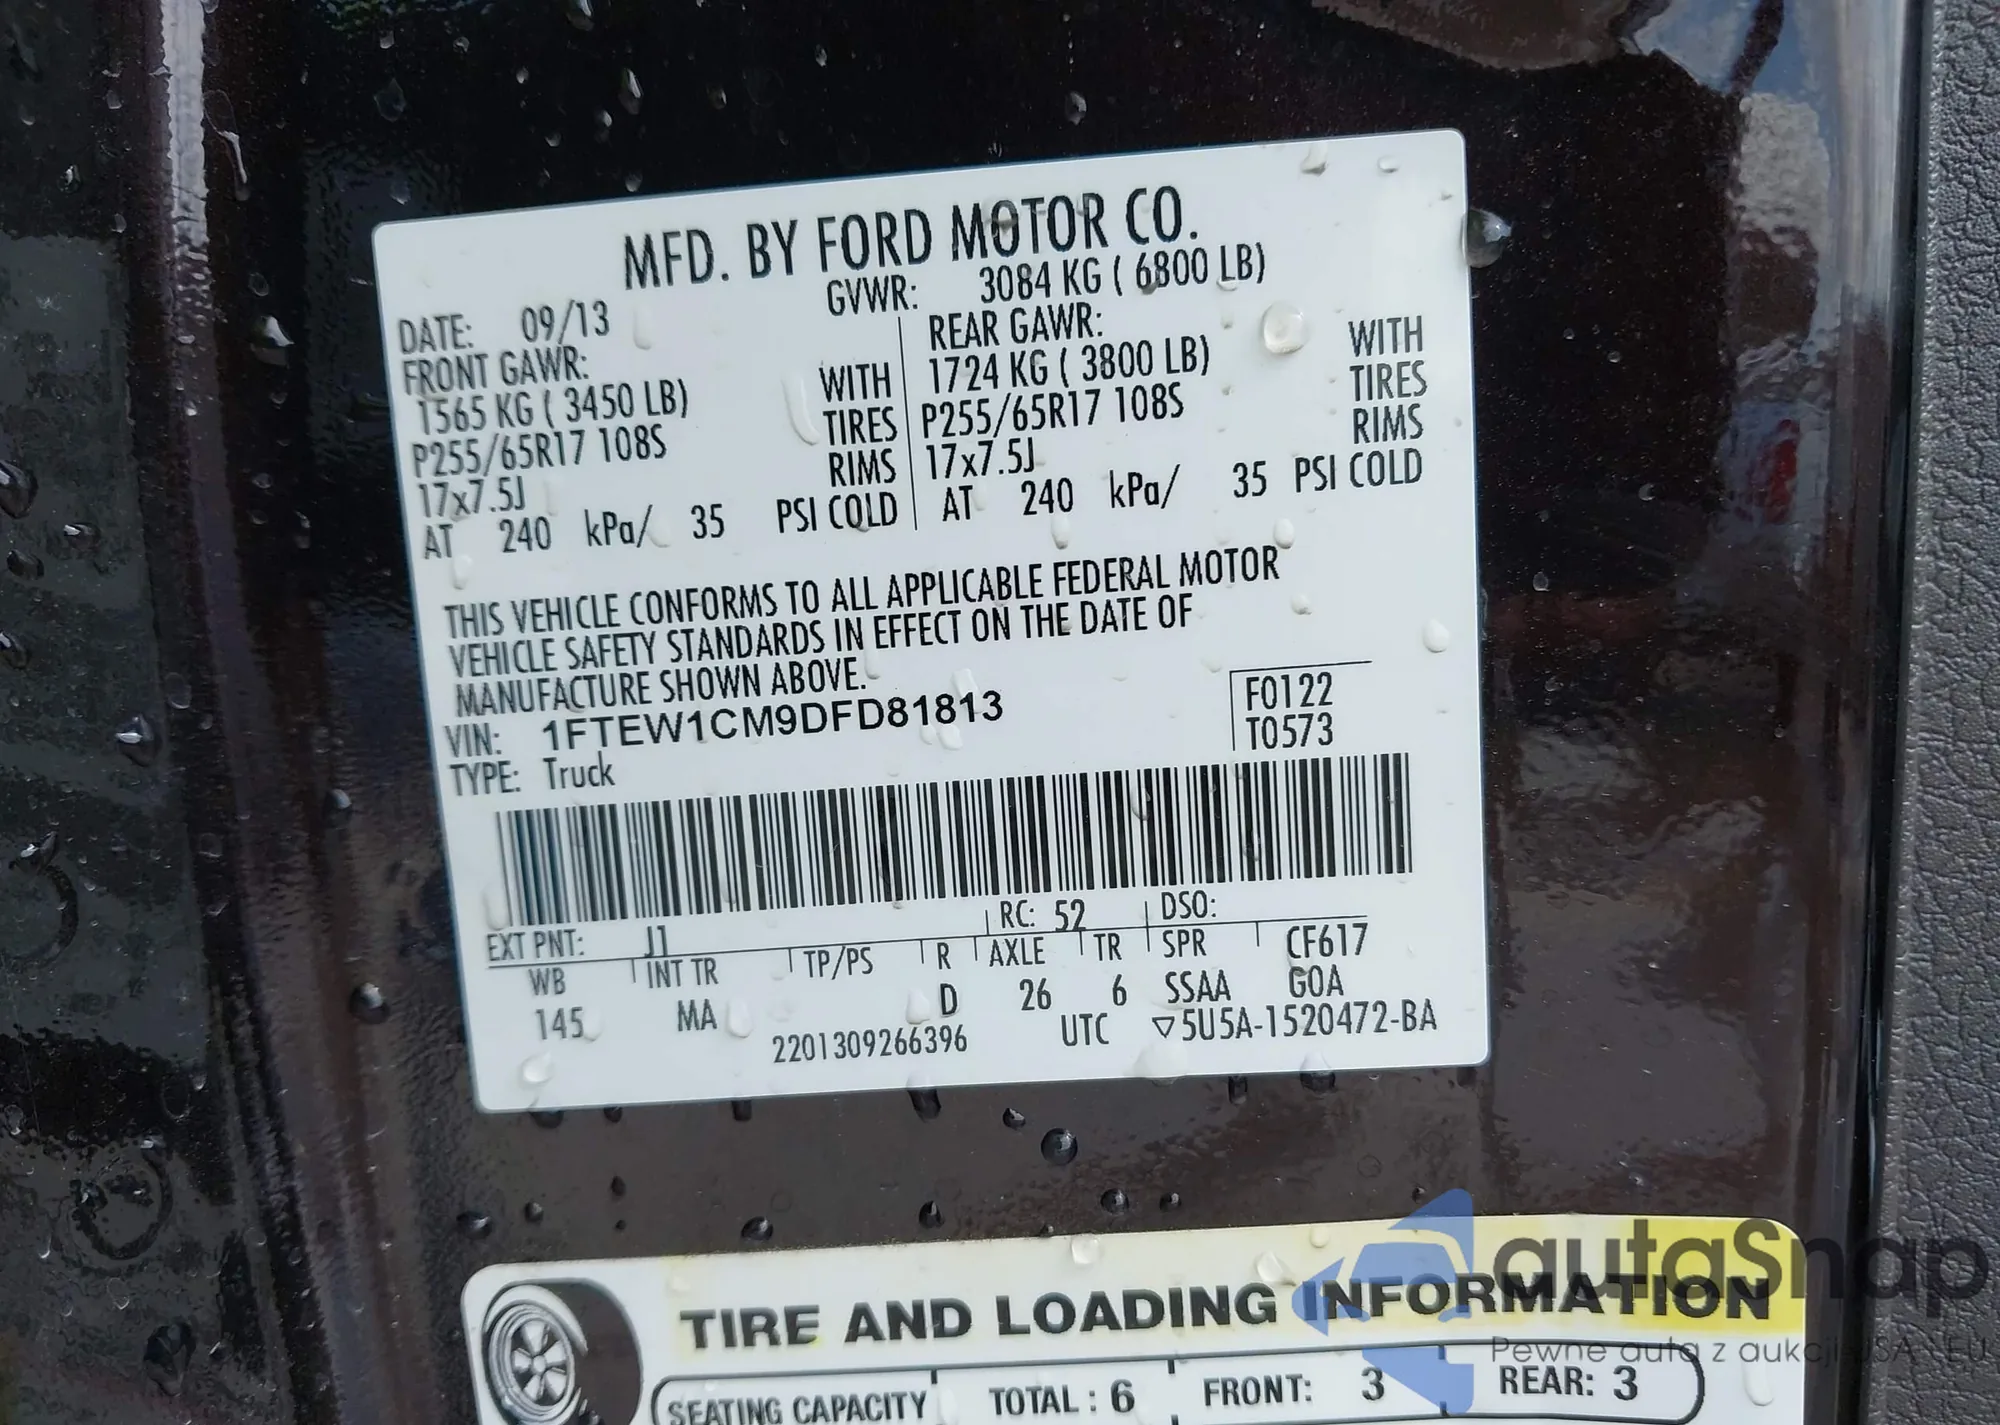 MFD. BY FORD MOTOR CO.
DATE: 09/13 GVWR: 3084 KG ( 6800 LB)
FRONT GAWR: REAR GAWR:
1565 KG ( 3450 LB) WITH 1724 KG ( 3800 LB) WITH
P255/65R17 108S TIRES P255/65R17 108S TIRES
17x7.5J RIMS 17x7.5J RIMS
AT 240 kPa/ 35 PSI COLD AT 240 kPa/ 35 PSI COLD
THIS VEHICLE CONFORMS TO ALL APPLICABLE FEDERAL MOTOR
VEHICLE SAFETY STANDARDS IN EFFECT ON THE DATE OF
MANUFACTURE SHOWN ABOVE.
VIN: 1FTEW1CM9DFD81813 F0122
TYPE: Truck T0573
EXT PNT: J1 RC: 52 DSO:
WB INT TR TP/PS R AXLE TR SPR CF617
145 MA D 26 6 SSAA GOA
2201309266396 UTC ▽5U5A-1520472-BA
TIRE AND LOADING INFORMATION
SEATING CAPACITY TOTAL : 6 FRONT: 3 REAR: 3
autaSnap
Pewne auta z aukcji USA i EU